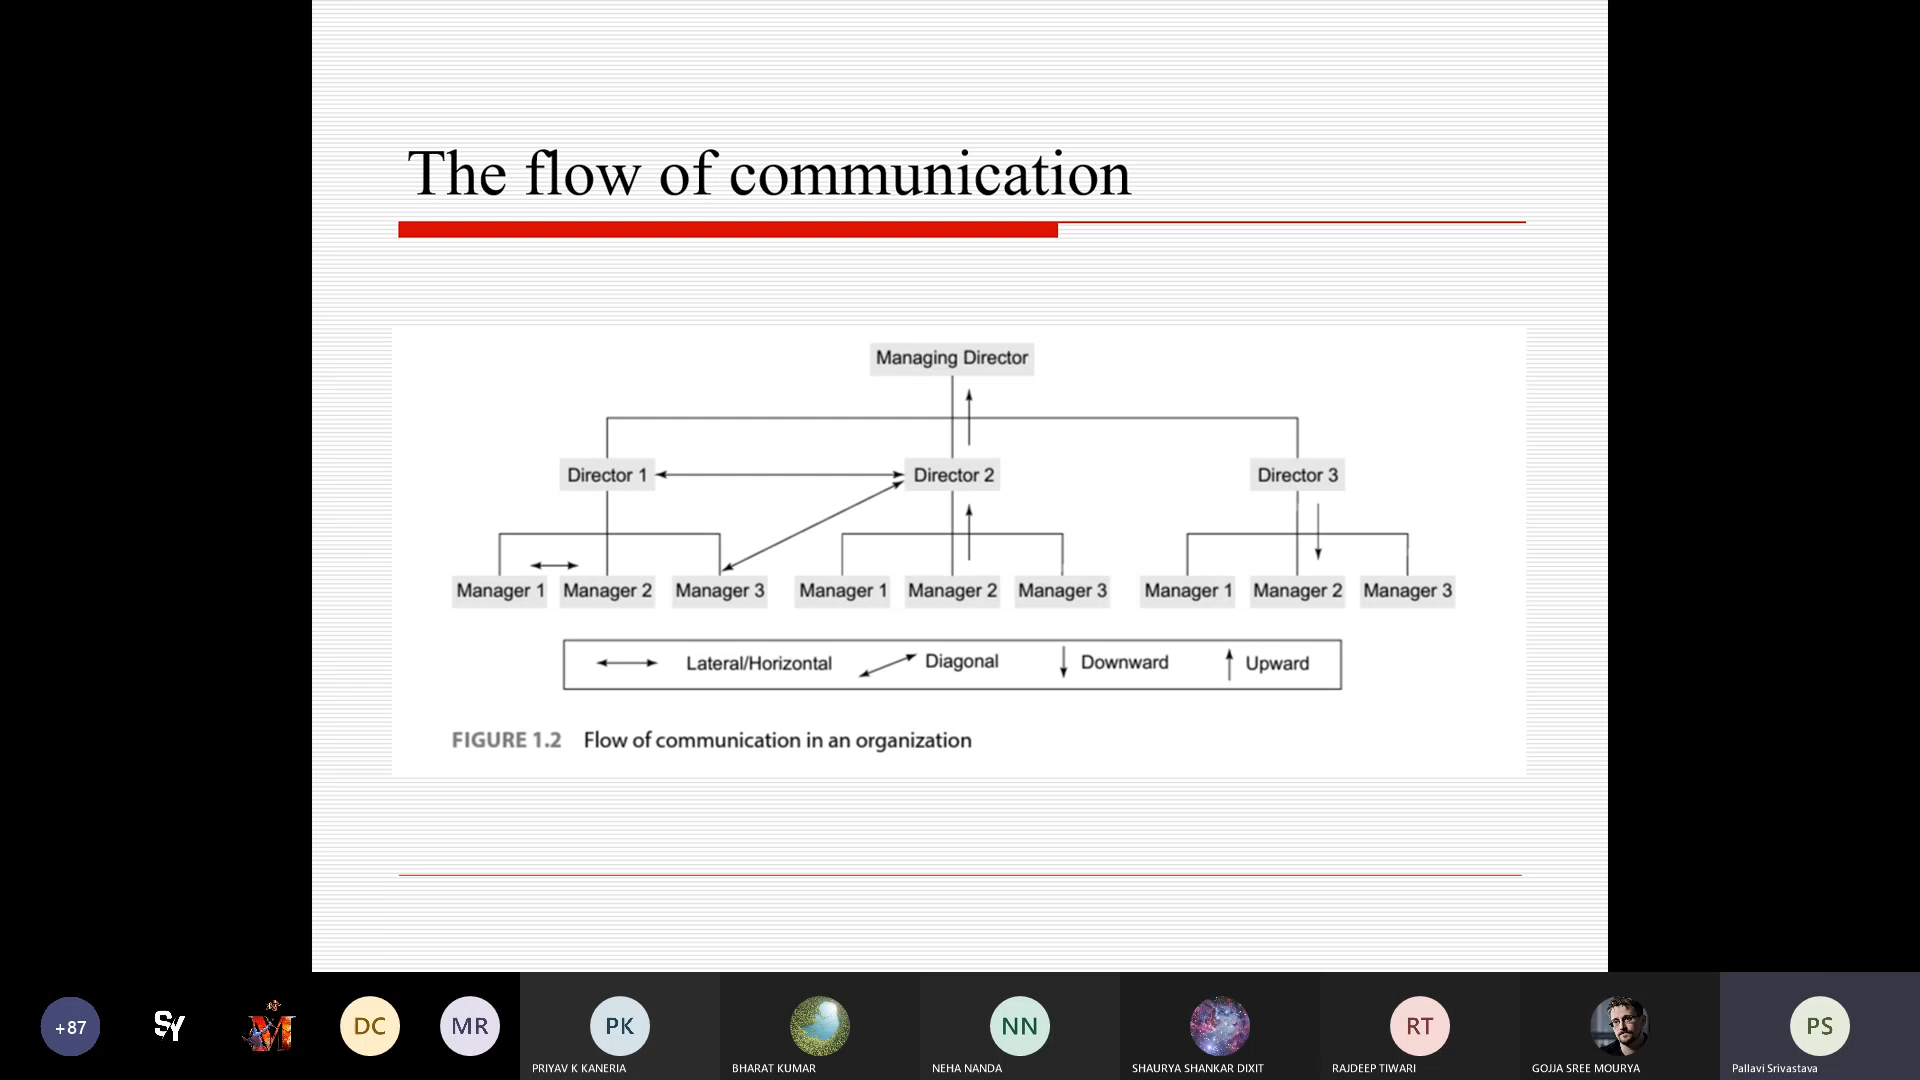 The flow of communication
Managing Director
Director 1
Director 2
Director 3
Manager 1
Manager 2
Manager 3
Manager 1
Manager 2
Manager 3
Manager 1
Manager 2
Manager 3
Lateral/Horizontal
Diagonal
Downward
Upward
FIGURE 1.2 Flow of communication in an organization
+87
SY
M
DC
MR
PK
NN
RT
PS
PRIYAV K KANERIA
BHARAT KUMAR
NEHA NANDA
SHAURYA SHANKAR DIXIT
RAJDEEP TIWARI
GOJJA SREE MOURYA
Pallavi Srivastava